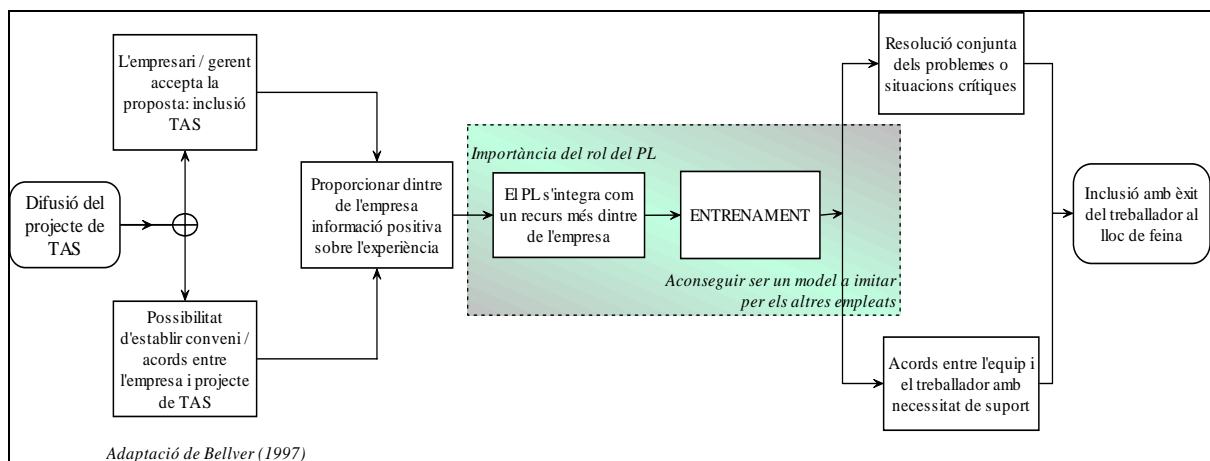 Difusió del
projecte de
TAS
L'empresari / gerent
accepta la
proposta: inclusió
TAS
Possibilitat
d'establir conveni /
acords entre
l'empresa i projecte
de TAS
Proporcionar dintre
de l'empresa
informació positiva
sobre l'experiència
Importància del rol del PL
El PL s'integra com
un recurs més dintre
de l'empresa
ENTRENAMENT
Aconseguir ser un model a imitar
per els altres empleats
Resolució conjunta
dels problemes o
situacions crítiques
Acords entre l'equip i
el treballador amb
necessitat de suport
Inclusió amb èxit
del treballador al
lloc de feina
Adaptació de Bellver (1997)